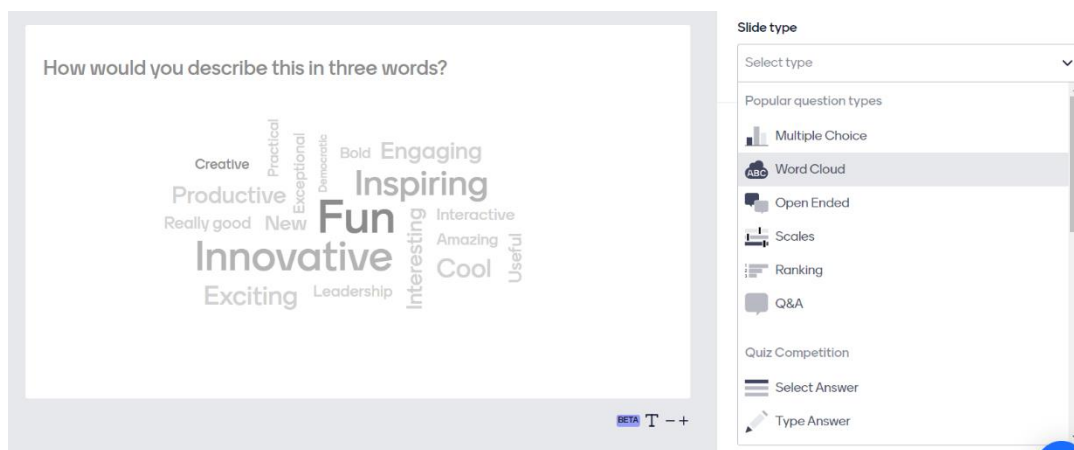 How would you describe this in three words?
Practical
Exceptional
Democratic
Creative
Bold
Engaging
Productive
Inspiring
Really good
New
Fun
Interesting
Interactive
Innovative
Amazing
Useful
Cool
Exciting
Leadership
BETA T − +
Slide type
Select type
Popular question types
Multiple Choice
ABC Word Cloud
Open Ended
Scales
Ranking
Q&A
Quiz Competition
Select Answer
Type Answer